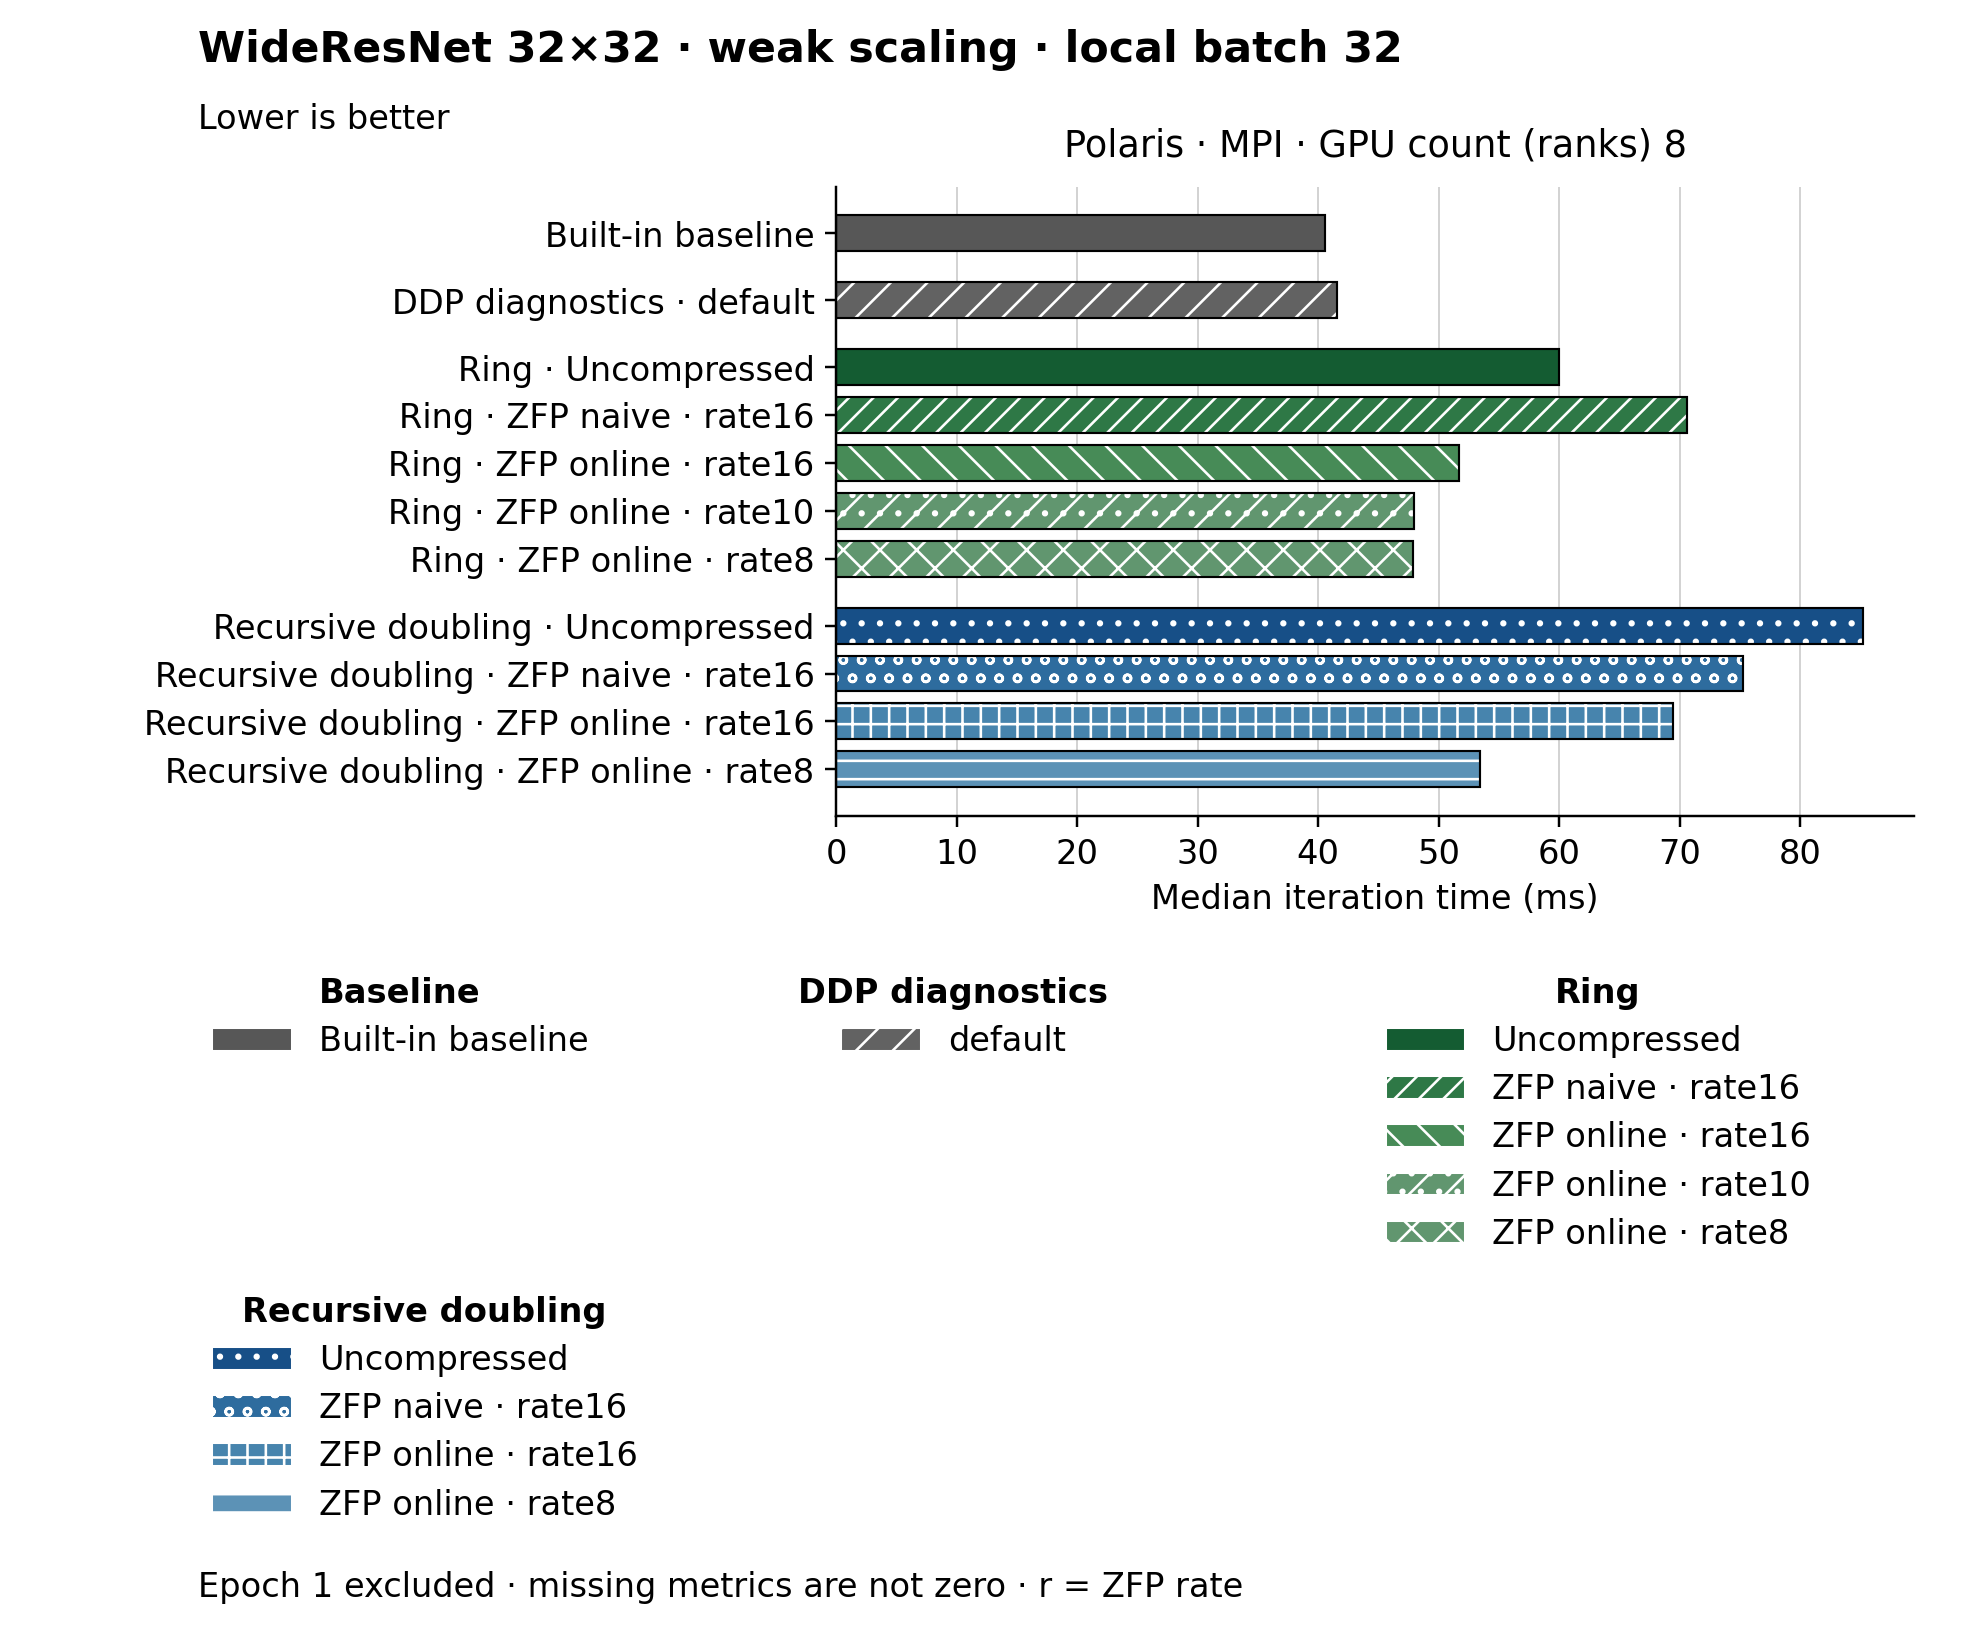 WideResNet 32×32 · weak scaling · local batch 32
Lower is better
Polaris · MPI · GPU count (ranks) 8
Built-in baseline
DDP diagnostics · default
Ring · Uncompressed
Ring · ZFP naive · rate16
Ring · ZFP online · rate16
Ring · ZFP online · rate10
Ring · ZFP online · rate8
Recursive doubling · Uncompressed
Recursive doubling · ZFP naive · rate16
Recursive doubling · ZFP online · rate16
Recursive doubling · ZFP online · rate8
0 10 20 30 40 50 60 70 80
Median iteration time (ms)
Baseline
Built-in baseline
DDP diagnostics
default
Ring
Uncompressed
ZFP naive · rate16
ZFP online · rate16
ZFP online · rate10
ZFP online · rate8
Recursive doubling
Uncompressed
ZFP naive · rate16
ZFP online · rate16
ZFP online · rate8
Epoch 1 excluded · missing metrics are not zero · r = ZFP rate